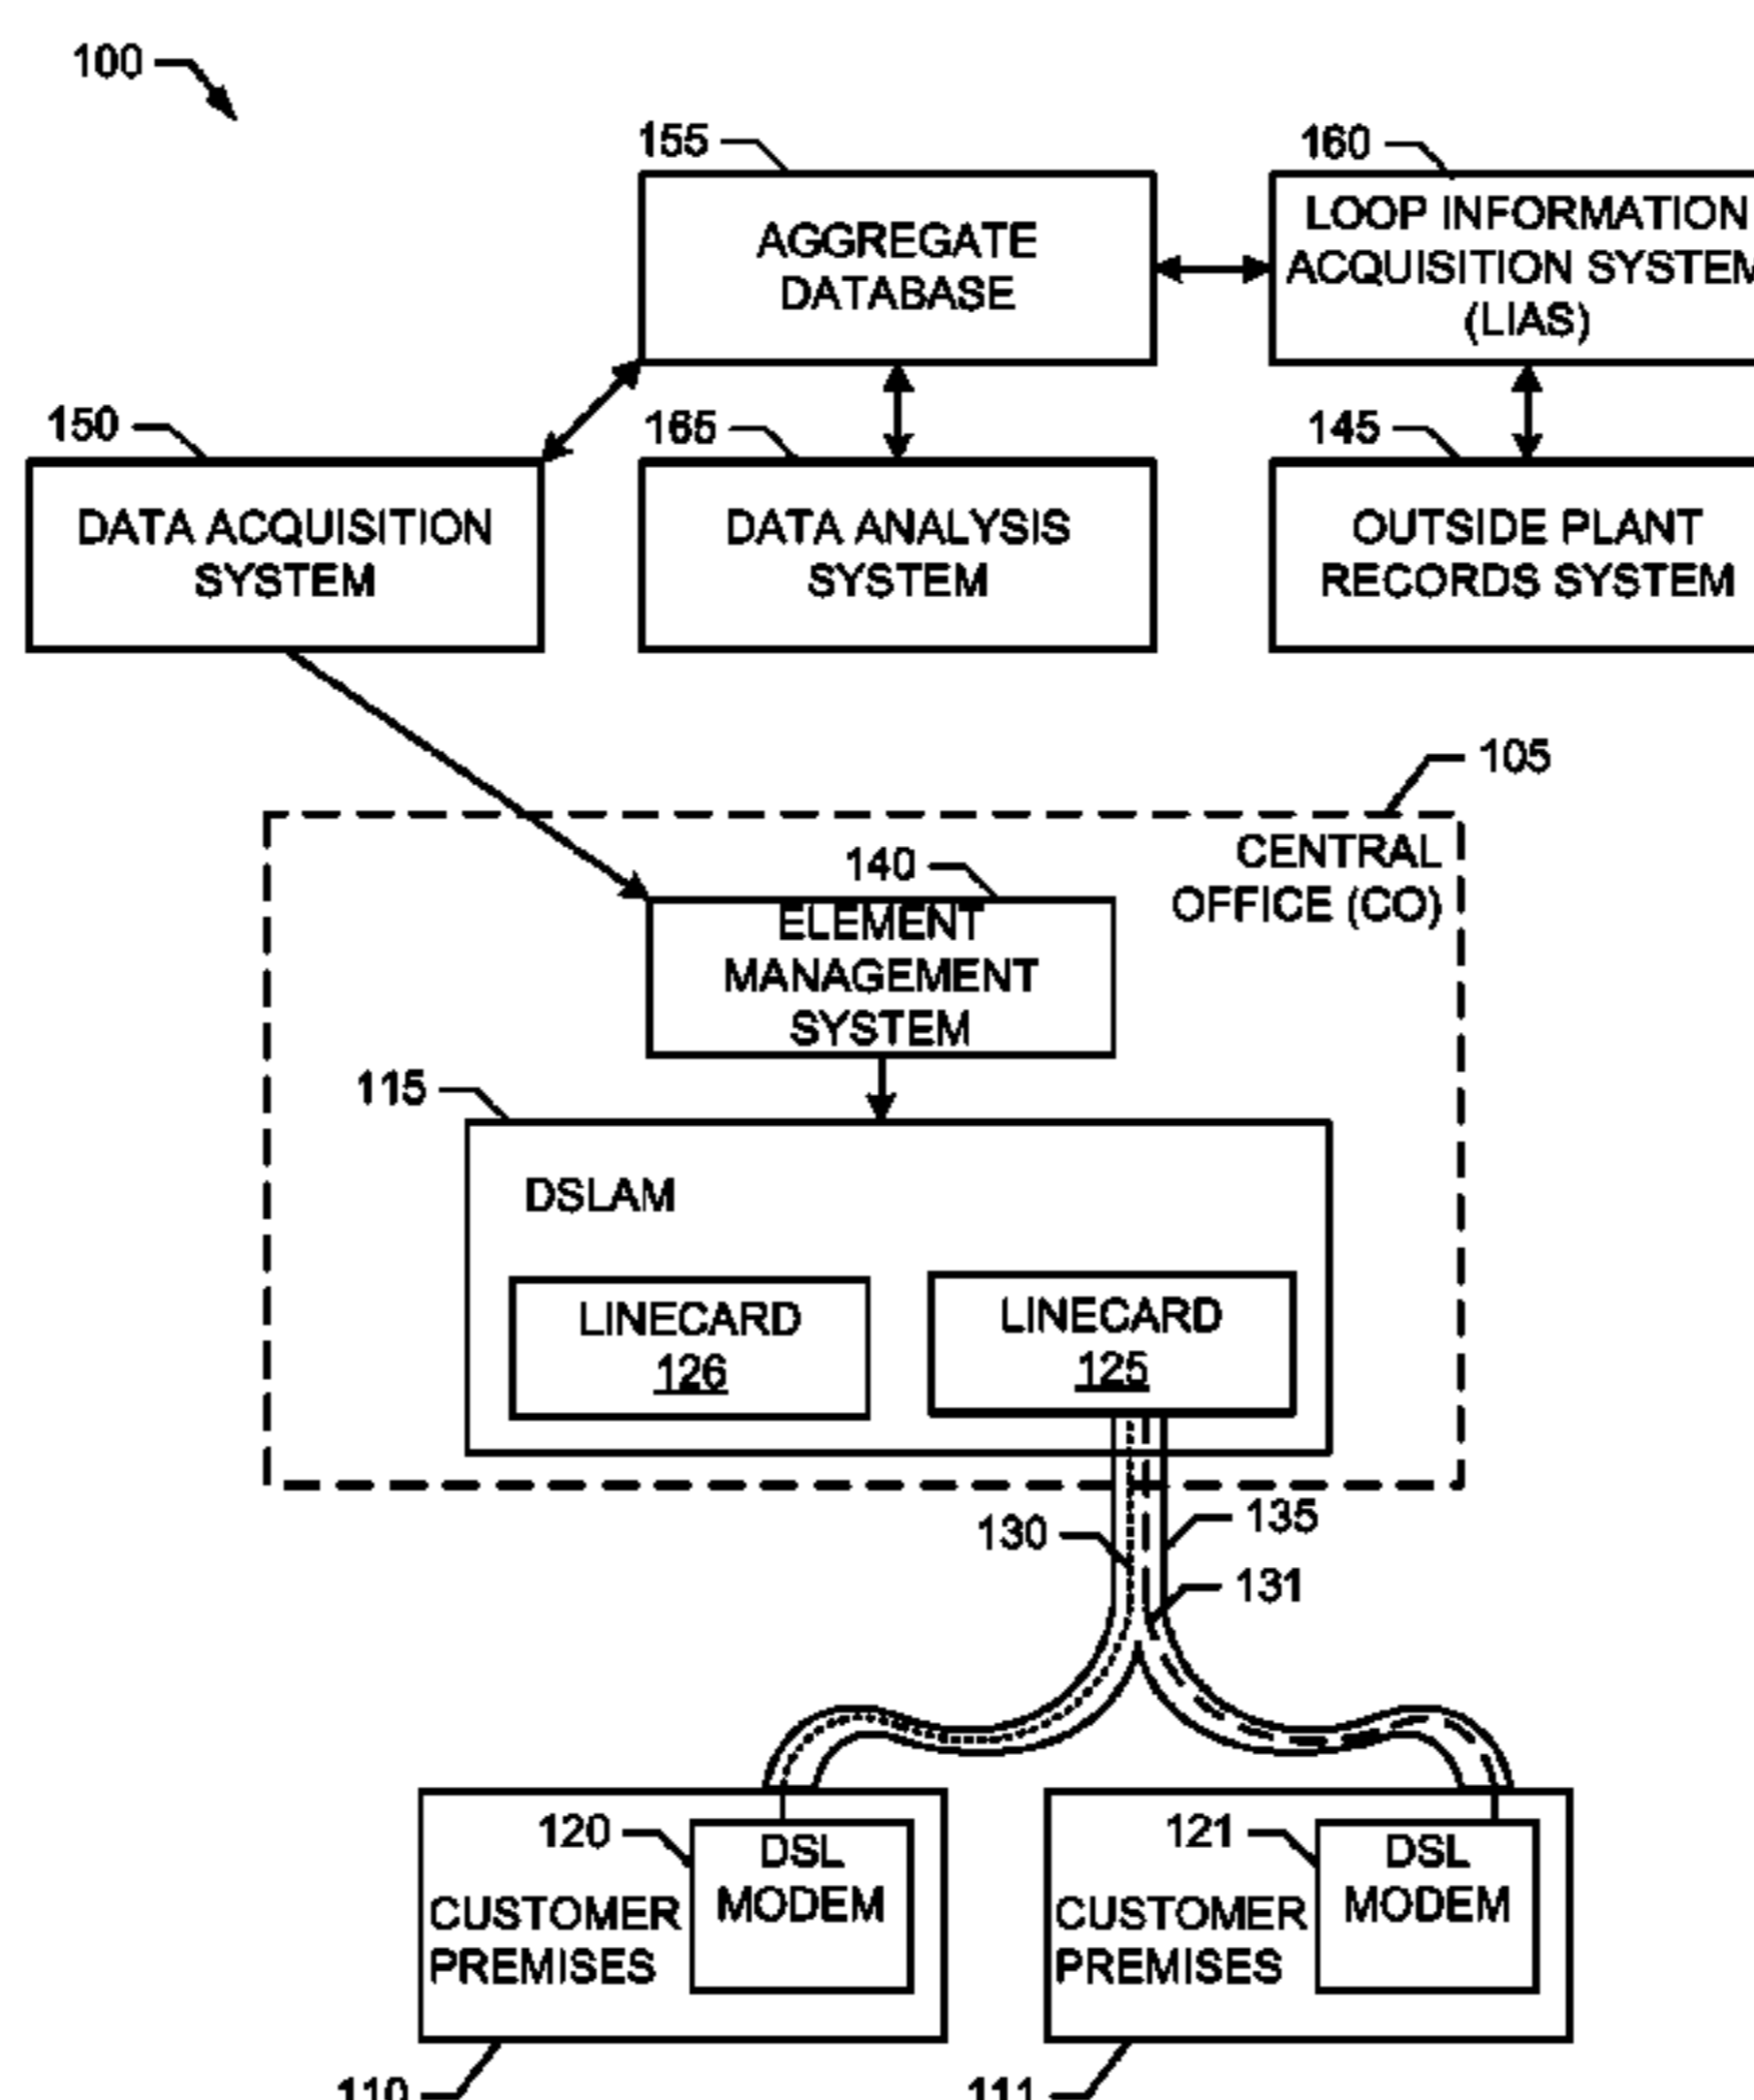 100
155
160
AGGREGATE
DATABASE
LOOP INFORMATION
ACQUISITION SYSTEM
(LIAS)
150
165
145
DATA ACQUISITION
SYSTEM
DATA ANALYSIS
SYSTEM
OUTSIDE PLANT
RECORDS SYSTEM
105
CENTRAL
OFFICE (CO)
140
ELEMENT
MANAGEMENT
SYSTEM
115
DSLAM
LINECARD
126
LINECARD
125
130
135
131
120
DSL
MODEM
CUSTOMER
PREMISES
121
DSL
MODEM
CUSTOMER
PREMISES
110
111